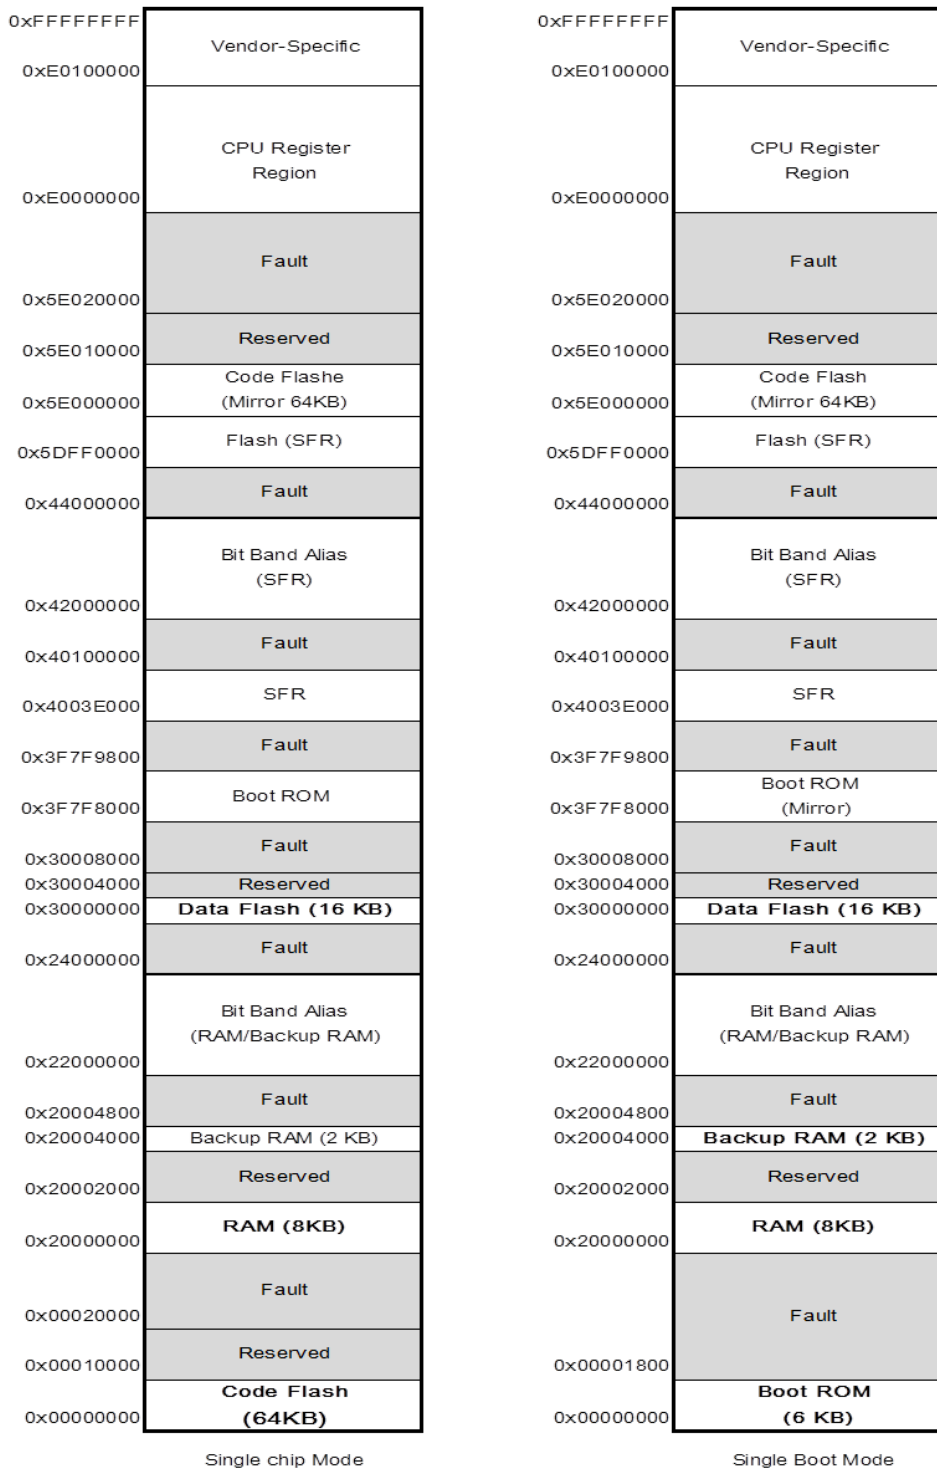 0xFFFFFFFF
Vendor-Specific
0xE0100000
CPU Register
Region
0xE0000000
Fault
0x5E020000
Reserved
0x5E010000
Code Flashe
(Mirror 64KB)
0x5E000000
Flash (SFR)
0x5DFF0000
Fault
0x44000000
Bit Band Alias
(SFR)
0x42000000
Fault
0x40100000
SFR
0x4003E000
Fault
0x3F7F9800
Boot ROM
0x3F7F8000
Fault
0x30008000
0x30004000
Reserved
0x30000000
Data Flash (16 KB)
Fault
0x24000000
Bit Band Alias
(RAM/Backup RAM)
0x22000000
Fault
0x20004800
0x20004000
Backup RAM (2 KB)
Reserved
0x20002000
RAM (8KB)
0x20000000
Fault
0x00020000
Reserved
0x00010000
Code Flash
(64KB)
0x00000000
Single chip Mode
0xFFFFFFFF
Vendor-Specific
0xE0100000
CPU Register
Region
0xE0000000
Fault
0x5E020000
Reserved
0x5E010000
Code Flash
(Mirror 64KB)
0x5E000000
Flash (SFR)
0x5DFF0000
Fault
0x44000000
Bit Band Alias
(SFR)
0x42000000
Fault
0x40100000
SFR
0x4003E000
Fault
0x3F7F9800
Boot ROM
(Mirror)
0x3F7F8000
Fault
0x30008000
0x30004000
Reserved
0x30000000
Data Flash (16 KB)
Fault
0x24000000
Bit Band Alias
(RAM/Backup RAM)
0x22000000
Fault
0x20004800
0x20004000
Backup RAM (2 KB)
Reserved
0x20002000
RAM (8KB)
0x20000000
Fault
0x00001800
Boot ROM
(6 KB)
0x00000000
Single Boot Mode